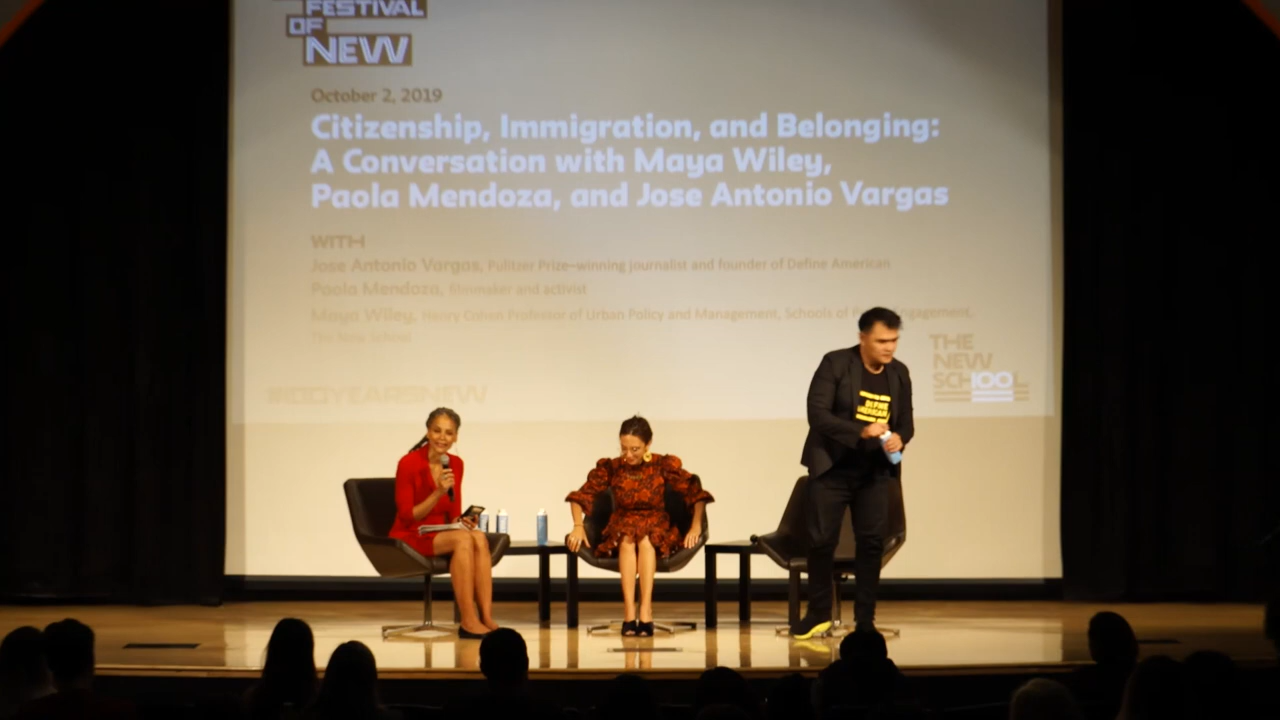 FESTIVAL
OF
NEW
October 2, 2019
Citizenship, Immigration, and Belonging:
A Conversation with Maya Wiley,
Paola Mendoza, and Jose Antonio Vargas
WITH
Jose Antonio Vargas, Pulitzer Prize–winning journalist and founder of Define American
Paola Mendoza, filmmaker and activist
Maya Wiley, Henry Cohen Professor of Urban Policy and Management, Schools of Engagement,
The New School
#100YEARSNEW
THE
NEW
SCH100L
DEFINE
AMERICAN